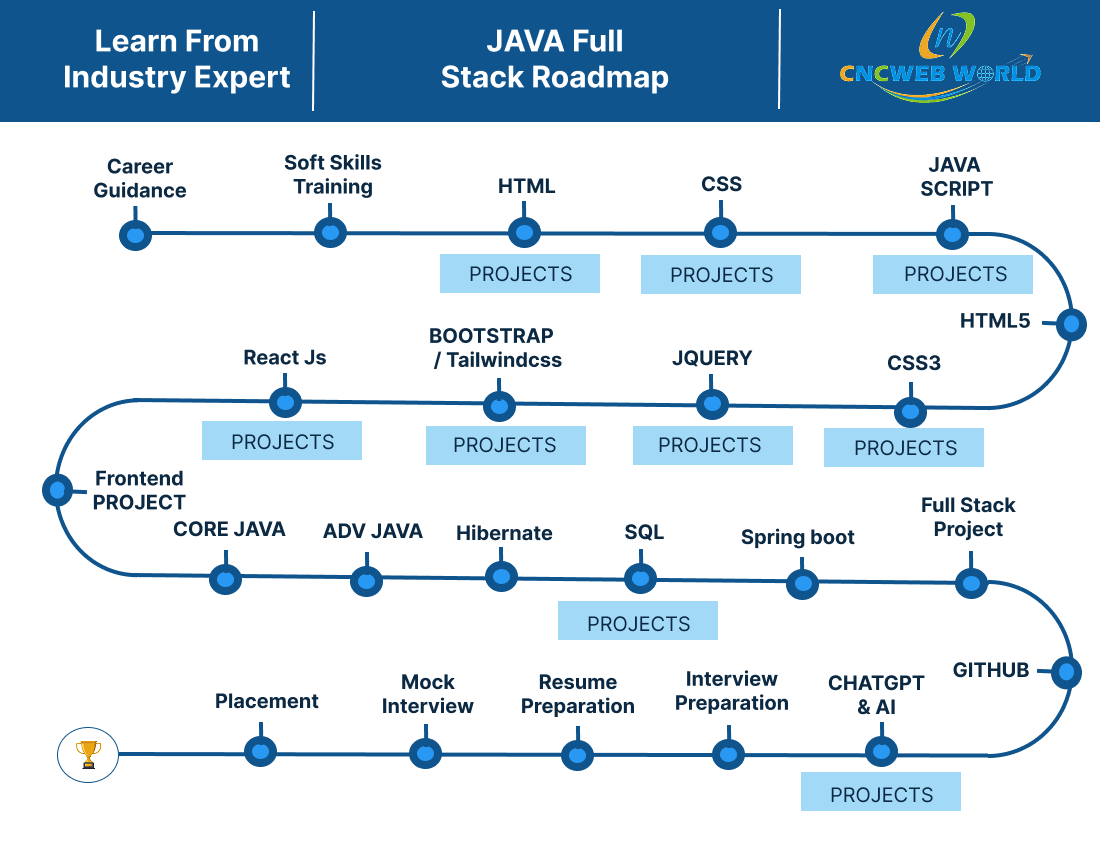 Learn From
Industry Expert
JAVA Full
Stack Roadmap
n
CNCWEB WORLD
Career
Guidance
Soft Skills
Training
HTML
CSS
JAVA
SCRIPT
PROJECTS
PROJECTS
PROJECTS
HTML5
React Js
BOOTSTRAP
/ Tailwindcss
JQUERY
CSS3
PROJECTS
PROJECTS
PROJECTS
PROJECTS
Frontend
PROJECT
CORE JAVA
ADV JAVA
Hibernate
SQL
Spring boot
Full Stack
Project
PROJECTS
GITHUB
Placement
Mock
Interview
Resume
Preparation
Interview
Preparation
CHATGPT
& AI
PROJECTS